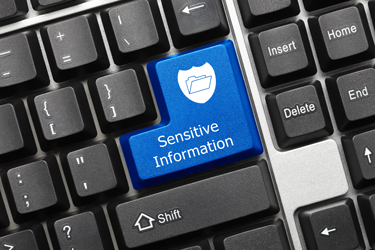 Insert
Home
Delete
End
+
=
|
\
{
[
}
]
Sensitive
Information
:
;
"
'
Shift
?